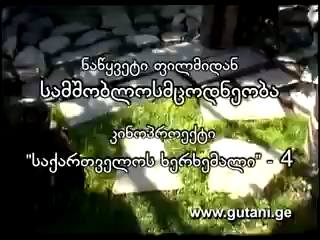 ნაწყვეტი ფილმიდან
სამშობლოსმცოდნეობა
კინოპროექტი
"საქართველოს ხერხემალი" - 4
www.gutani.ge